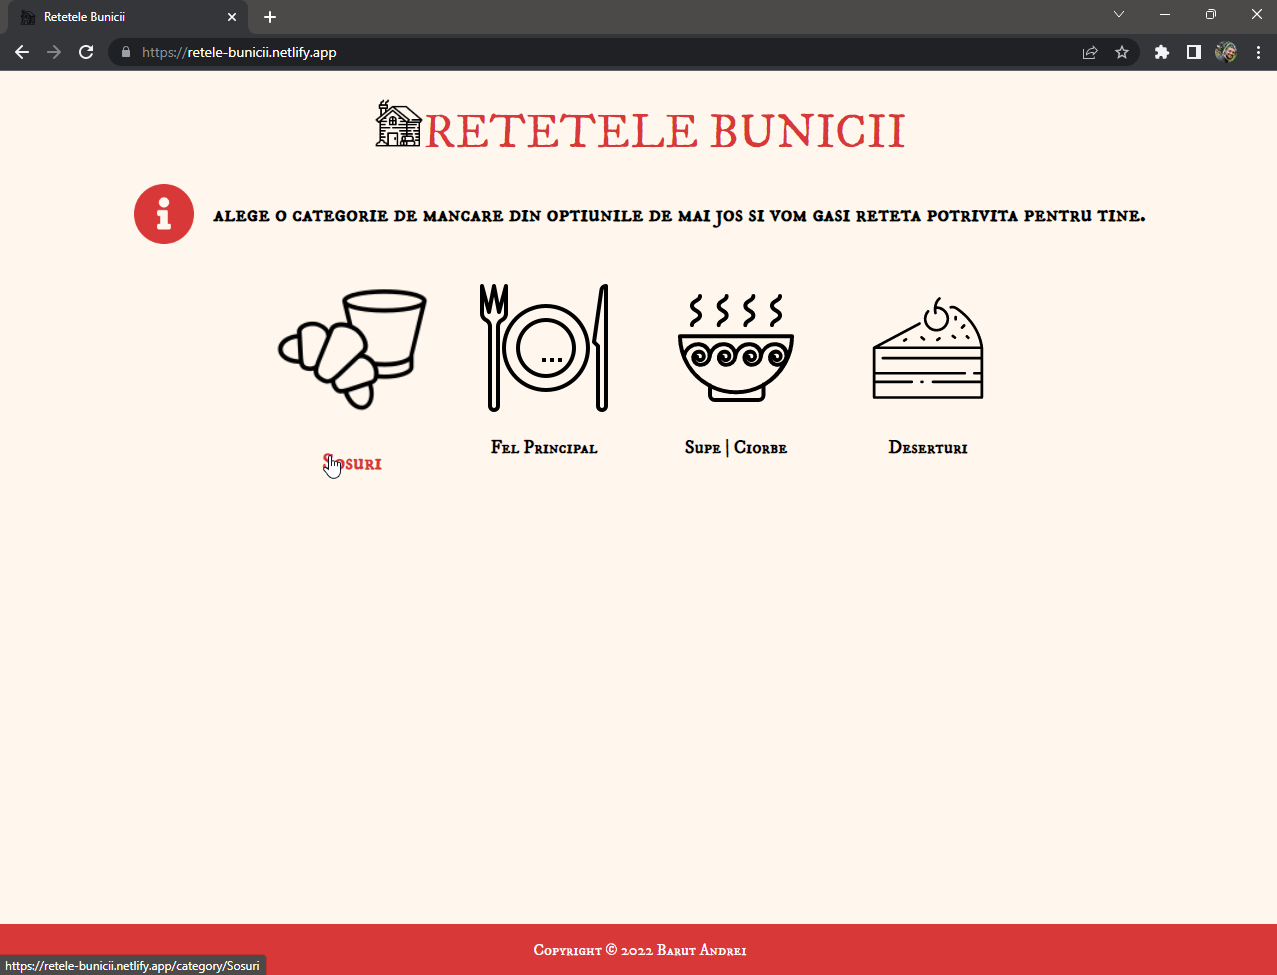 Retetele Bunicii
https://retele-bunicii.netlify.app
RETETELE BUNICII
alege o categorie de mancare din optiunile de mai jos si vom gasi reteta potrivita pentru tine.
Sosuri
Fel Principal
Supe | Ciorbe
Deserturi
Copyright © 2022 Barut Andrei
https://retele-bunicii.netlify.app/category/Sosuri